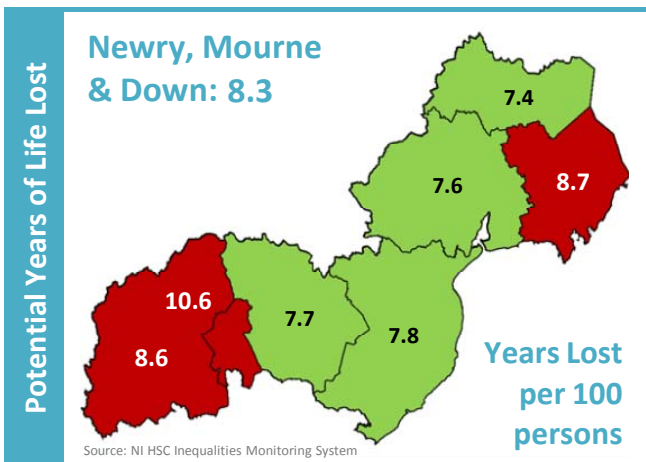 Potential Years of Life Lost
Newry, Mourne
& Down: 8.3
7.4
7.6
8.7
10.6
7.7
7.8
8.6
Years Lost
per 100
persons
Source: NI HSC Inequalities Monitoring System